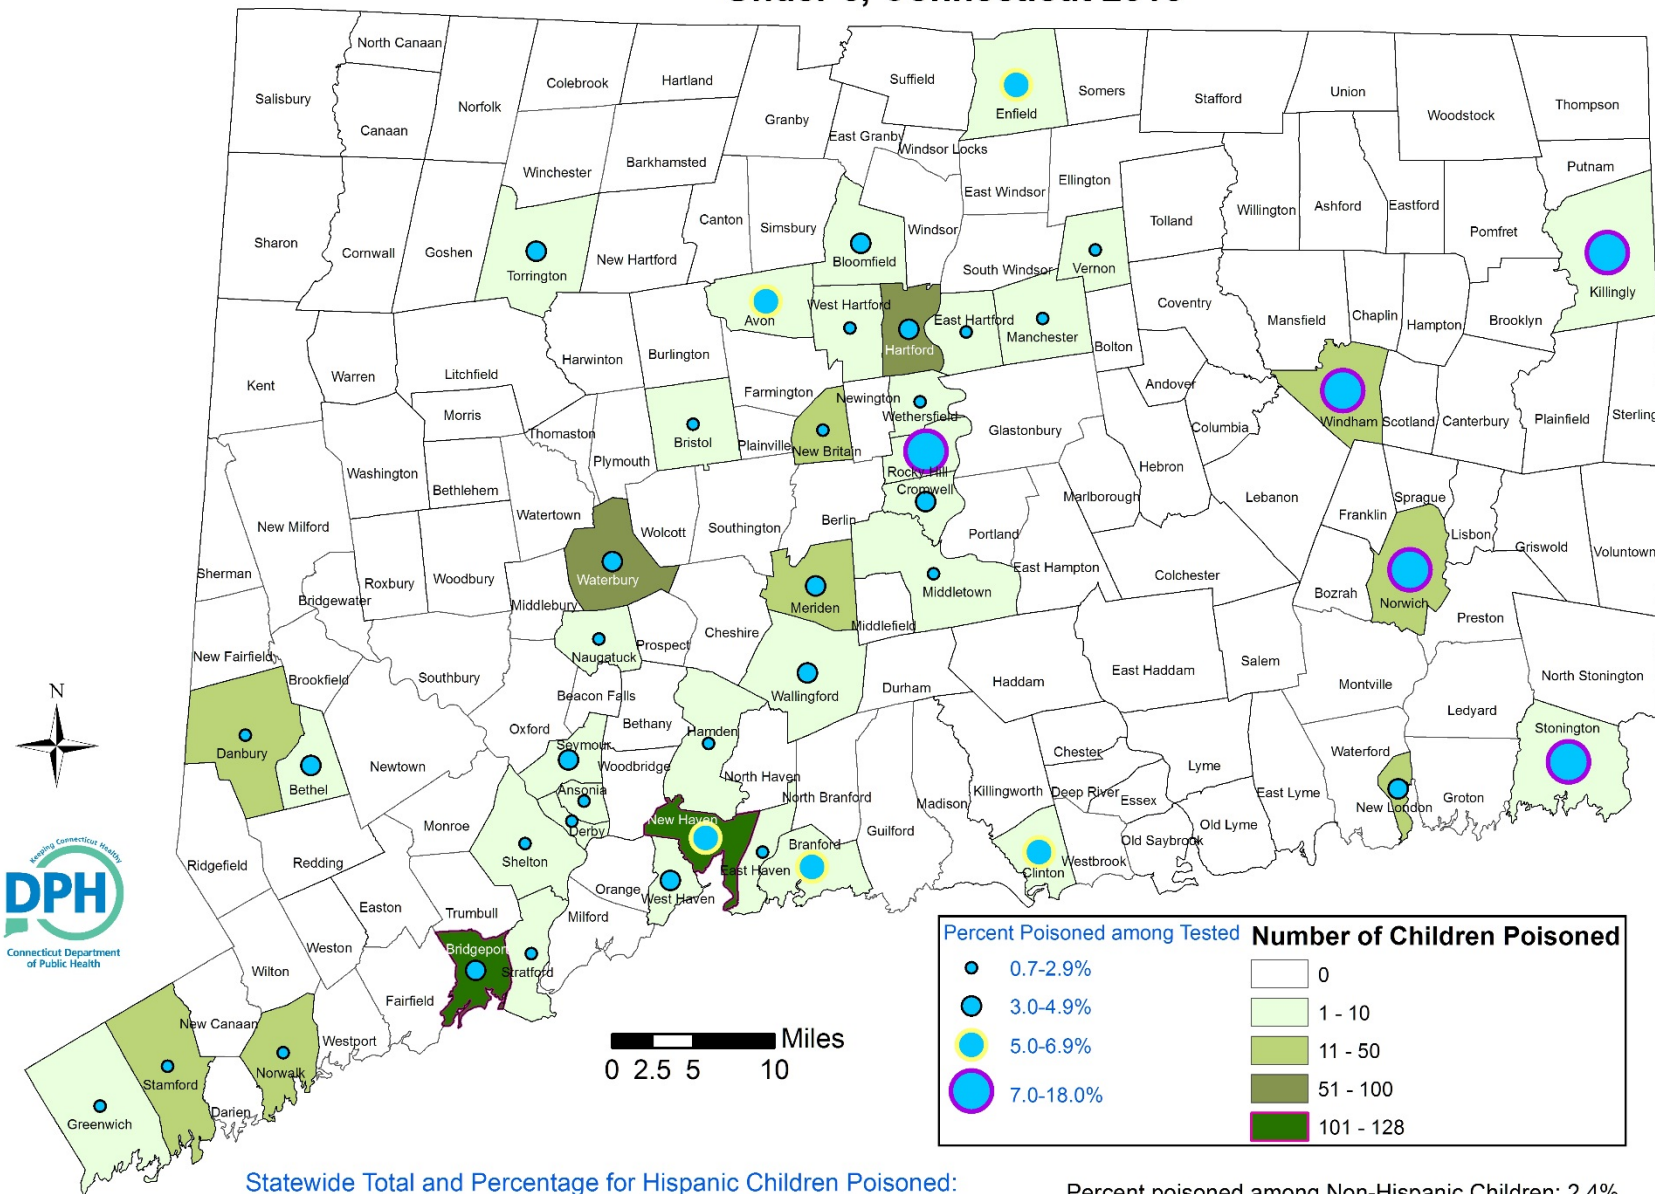 North Canaan
Colebrook
Hartland
Suffield
Enfield
Somers
Stafford
Union
Woodstock
Thompson
Salisbury
Canaan
Norfolk
Granby
East Granby
Windsor Locks
Winchester
Barkhamsted
East Windsor
Ellington
Putnam
Sharon
Cornwall
Goshen
Torrington
New Hartford
Canton
Simsbury
Bloomfield
Windsor
South Windsor
Vernon
Tolland
Willington
Ashford
Eastford
Pomfret
Killingly
Avon
West Hartford
Hartford
East Hartford
Manchester
Bolton
Coventry
Mansfield
Chaplin
Hampton
Brooklyn
Kent
Warren
Litchfield
Harwinton
Burlington
Farmington
Newington
Wethersfield
Andover
Columbia
Windham
Scotland
Canterbury
Plainfield
Sterling
Morris
Thomaston
Plymouth
Bristol
Plainville
New Britain
Rocky Hill
Glastonbury
Hebron
Washington
Bethlehem
Watertown
Wolcott
Southington
Berlin
Cromwell
Portland
Marlborough
Lebanon
Franklin
Sprague
Lisbon
Griswold
Voluntown
New Milford
Sherman
Bridgewater
Roxbury
Woodbury
Middlebury
Waterbury
Meriden
Middletown
East Hampton
Colchester
Bozrah
Norwich
Preston
New Fairfield
Brookfield
Southbury
Naugatuck
Prospect
Cheshire
Middlefield
Wallingford
Durham
Haddam
East Haddam
Salem
Montville
North Stonington
Ledyard
N
Danbury
Bethel
Newtown
Oxford
Beacon Falls
Bethany
Seymour
Woodbridge
Hamden
North Haven
North Branford
Madison
Killingworth
Chester
Deep River
Essex
Lyme
East Lyme
Waterford
New London
Groton
Stonington
Ridgefield
Redding
Monroe
Shelton
Ansonia
Derby
New Haven
East Haven
Branford
Guilford
Clinton
Westbrook
Old Saybrook
Old Lyme
Keeping Connecticut Healthy
DPH
Connecticut Department
of Public Health
Easton
Weston
Wilton
Trumbull
Orange
Milford
West Haven
Bridgeport
Stratford
Fairfield
Westport
New Canaan
Norwalk
Darien
Stamford
Greenwich
Miles
0 2.5 5 10
Percent Poisoned among Tested
0.7-2.9%
3.0-4.9%
5.0-6.9%
7.0-18.0%
Number of Children Poisoned
0
1 - 10
11 - 50
51 - 100
101 - 128
Statewide Total and Percentage for Hispanic Children Poisoned:
Percent poisoned among Non-Hispanic Children: 2.4%